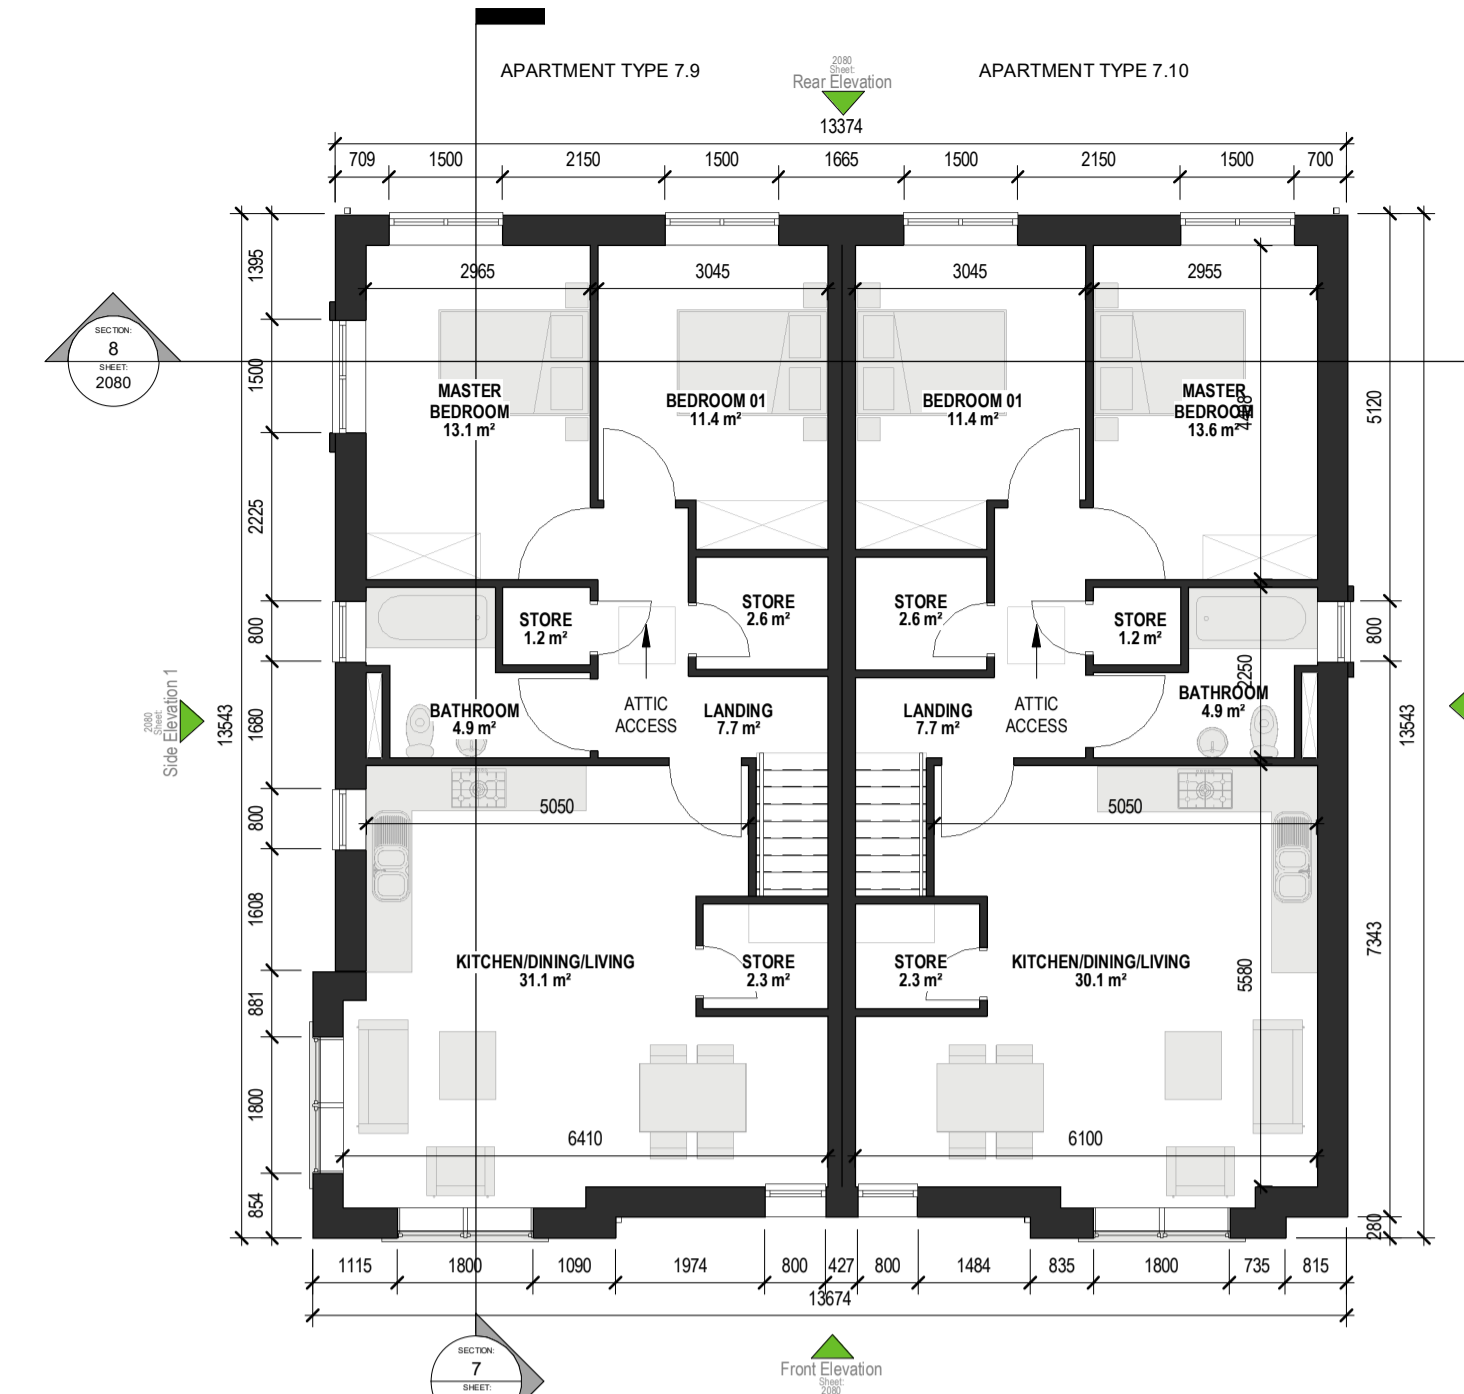 APARTMENT TYPE 7.9
APARTMENT TYPE 7.10
2080
Sheet:
Rear Elevation
13374
709 1500 2150 1500 1665 1500 2150 1500 700
2965 3045 3045 2955
1395
1500
2225
800
1680
800
1608
881
1800
854
13543
SECTION:
8
SHEET:
2080
MASTER
BEDROOM
13.1 m²
BEDROOM 01
11.4 m²
BEDROOM 01
11.4 m²
MASTER
BEDROOM
13.6 m²
5120
STORE
1.2 m²
STORE
2.6 m²
STORE
2.6 m²
STORE
1.2 m²
800
2250
2080
Sheet:
Side Elevation 1
BATHROOM
4.9 m²
ATTIC
ACCESS
LANDING
7.7 m²
LANDING
7.7 m²
ATTIC
ACCESS
BATHROOM
4.9 m²
13543
5050
5050
7343
KITCHEN/DINING/LIVING
31.1 m²
STORE
2.3 m²
STORE
2.3 m²
KITCHEN/DINING/LIVING
30.1 m²
5580
6410
6100
280
1115 1800 1090 1974 800 427 800 1484 835 1800 735 815
13674
SECTION:
7
SHEET:
Front Elevation
Sheet:
2080